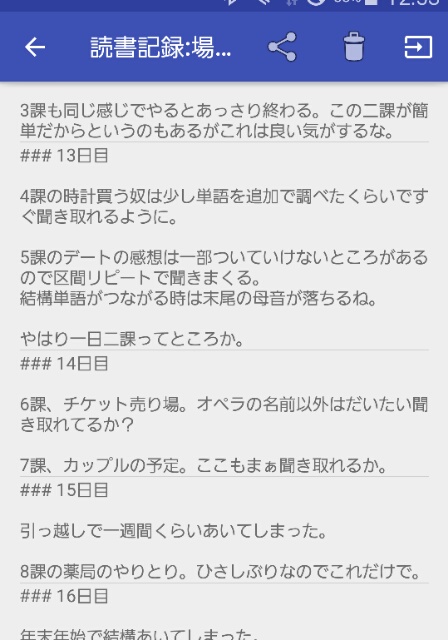 読書記録:場...
3課も同じ感じでやるとあっさり終わる。この二課が簡
単だからというのもあるがこれは良い気がするな。
### 13日目
4課の時計買う奴は少し単語を追加で調べたくらいです
ぐ聞き取れるように。
5課のデートの感想は一部ついていけないところがある
ので区間リピートで聞きまくる。
結構単語がつながる時は末尾の母音が落ちるね。
やはり一日二課ってところか。
### 14日目
6課、チケット売り場。オペラの名前以外はだいたい聞
き取れてるか？
7課、カップルの予定。ここもまぁ聞き取れるか。
### 15日目
引っ越しで一週間くらいあいてしまった。
8課の薬局のやりとり。ひさしぶりなのでこれだけで。
### 16日目
年末年始で結構あいてしまった。